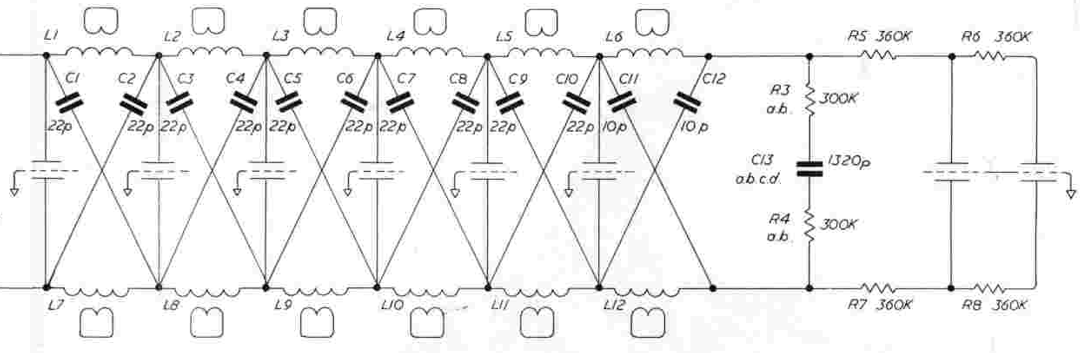 L1 L2 L3 L4 L5 L6 R5 360K R6 360K
C1 C2 C3 C4 C5 C6 C7 C8 C9 C10 C11 C12
R3 a.b. 300K
22p 22p 22p 22p 22p 22p 22p 22p 22p 22p 10p 10p
C13 a.b.c.d. 1320p
R4 a.b. 300K
L7 L8 L9 L10 L11 L12 R7 360K R8 360K